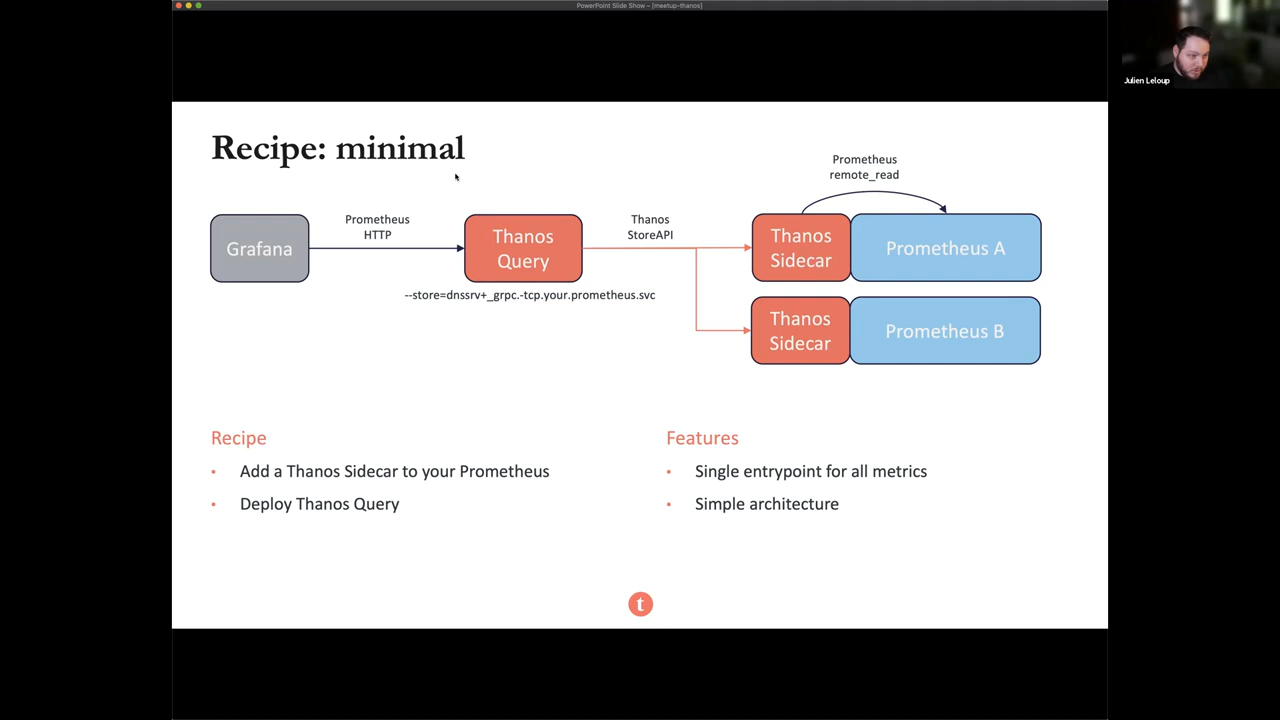 PowerPoint Slide Show - [meetup-thanos]
Julien Leloup
Recipe: minimal
Prometheus
remote_read
Prometheus
HTTP
Thanos
StoreAPI
Grafana
Thanos
Query
Thanos
Sidecar
Prometheus A
--store=dnssrv+_grpc.-tcp.your.prometheus.svc
Thanos
Sidecar
Prometheus B
Recipe
• Add a Thanos Sidecar to your Prometheus
• Deploy Thanos Query
Features
• Single entrypoint for all metrics
• Simple architecture
t